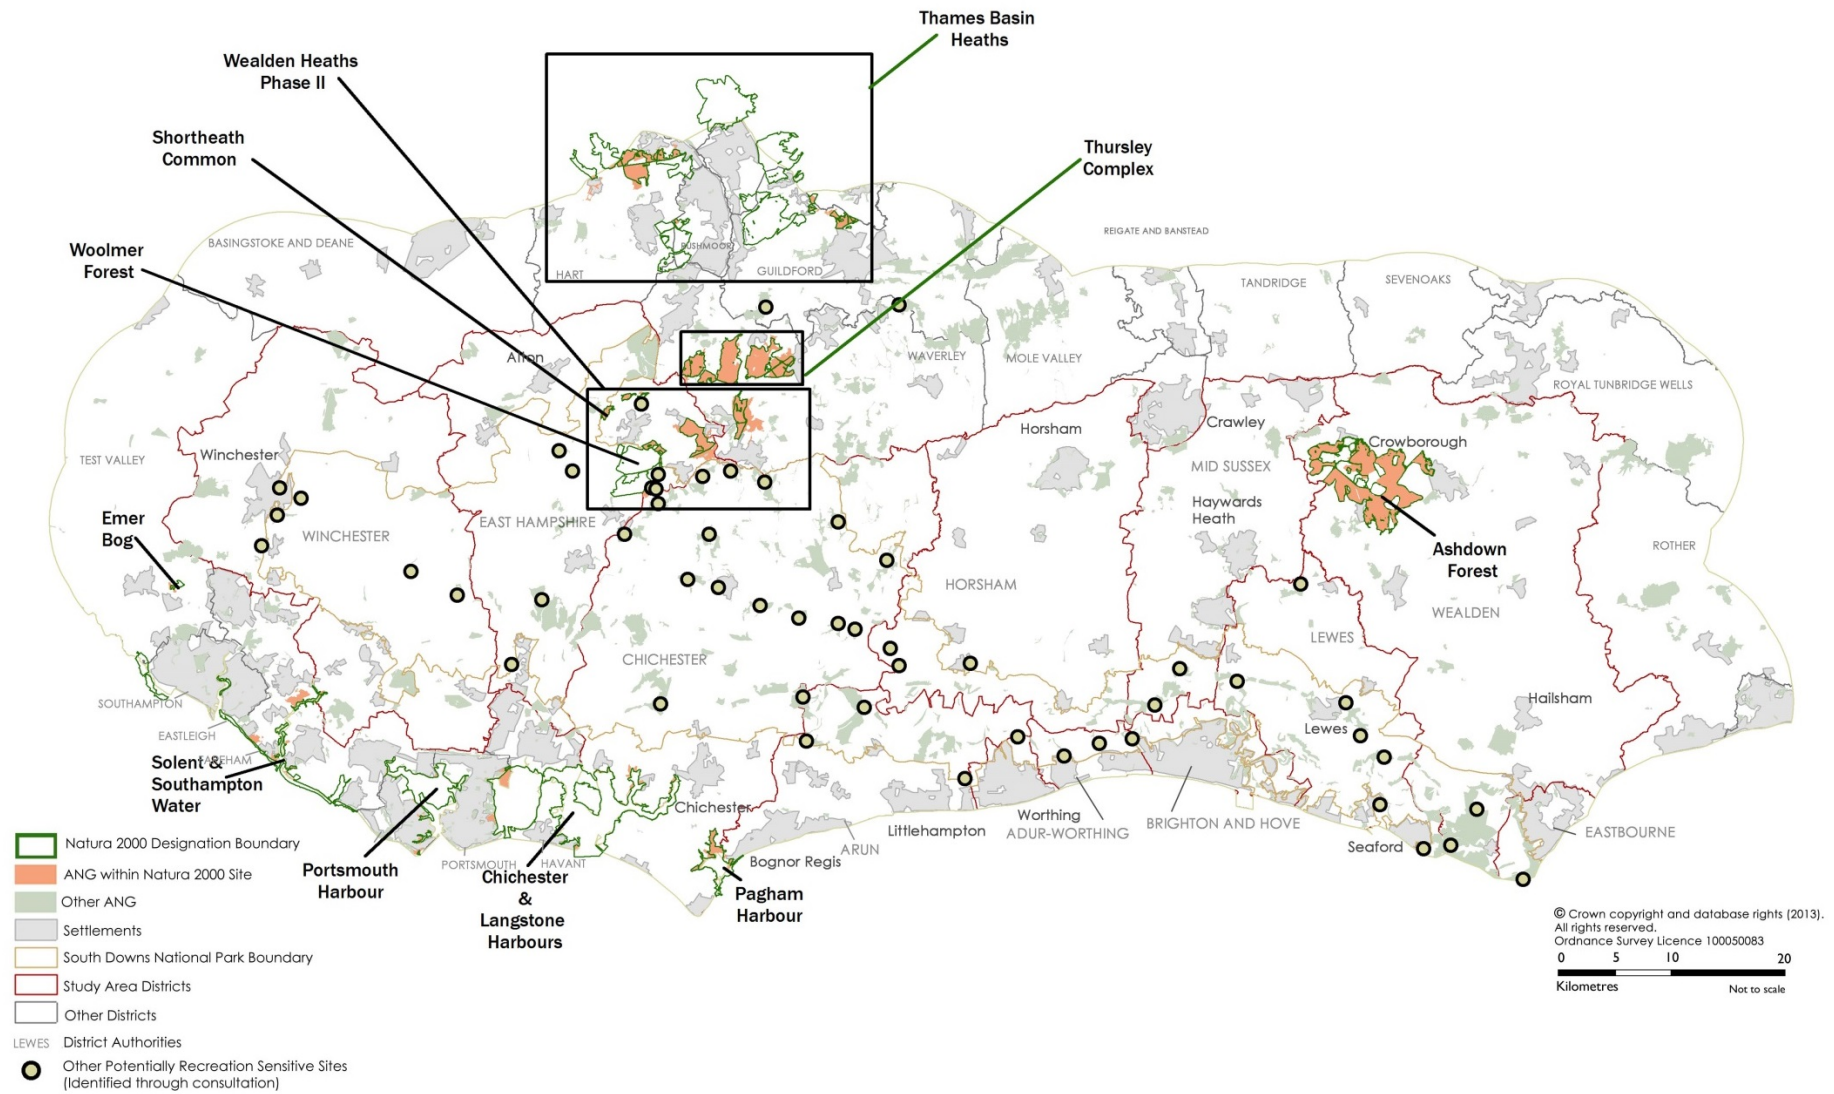 Thames Basin
Heaths
Wealden Heaths
Phase II
Shortheath
Common
Thursley
Complex
Woolmer
Forest
BASINGSTOKE AND DEANE
RUSHMOOR
HART
GUILDFORD
REIGATE AND BANSTEAD
TANDRIDGE
SEVENOAKS
Alton
WAVERLEY
MOLE VALLEY
ROYAL TUNBRIDGE WELLS
Horsham
Crawley
Crowborough
TEST VALLEY
Winchester
MID SUSSEX
Haywards
Heath
Emer
Bog
EAST HAMPSHIRE
WINCHESTER
Ashdown
Forest
ROTHER
HORSHAM
WEALDEN
LEWES
CHICHESTER
SOUTHAMPTON
Hailsham
EASTLEIGH
Lewes
FAREHAM
Solent &
Southampton
Water
Chichester
Worthing
ADUR-WORTHING
Littlehampton
BRIGHTON AND HOVE
EASTBOURNE
Seaford
ARUN
Bognor Regis
PORTSMOUTH
HAVANT
Portsmouth
Harbour
Chichester
&
Langstone
Harbours
Pagham
Harbour
Natura 2000 Designation Boundary
ANG within Natura 2000 Site
Other ANG
Settlements
South Downs National Park Boundary
Study Area Districts
Other Districts
LEWES District Authorities
Other Potentially Recreation Sensitive Sites
(Identified through consultation)
© Crown copyright and database rights (2013).
All rights reserved.
Ordnance Survey Licence 100050083
0 5 10 20
Kilometres
Not to scale